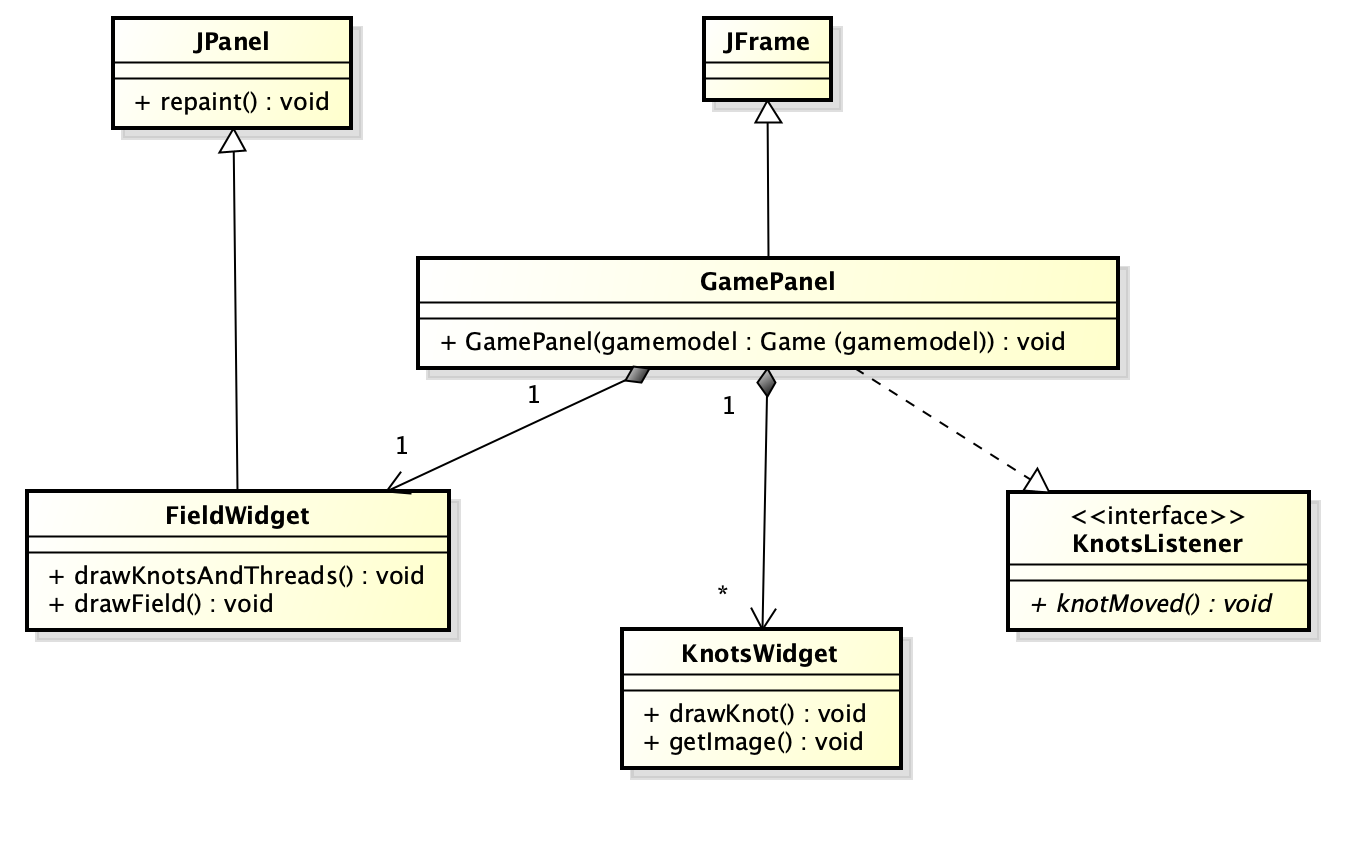 JPanel
+ repaint() : void
JFrame
GamePanel
+ GamePanel(gamemodel : Game (gamemodel)) : void
1
1
1
*
FieldWidget
+ drawKnotsAndThreads() : void
+ drawField() : void
<<interface>>
KnotsListener
+ knotMoved() : void
KnotsWidget
+ drawKnot() : void
+ getImage() : void